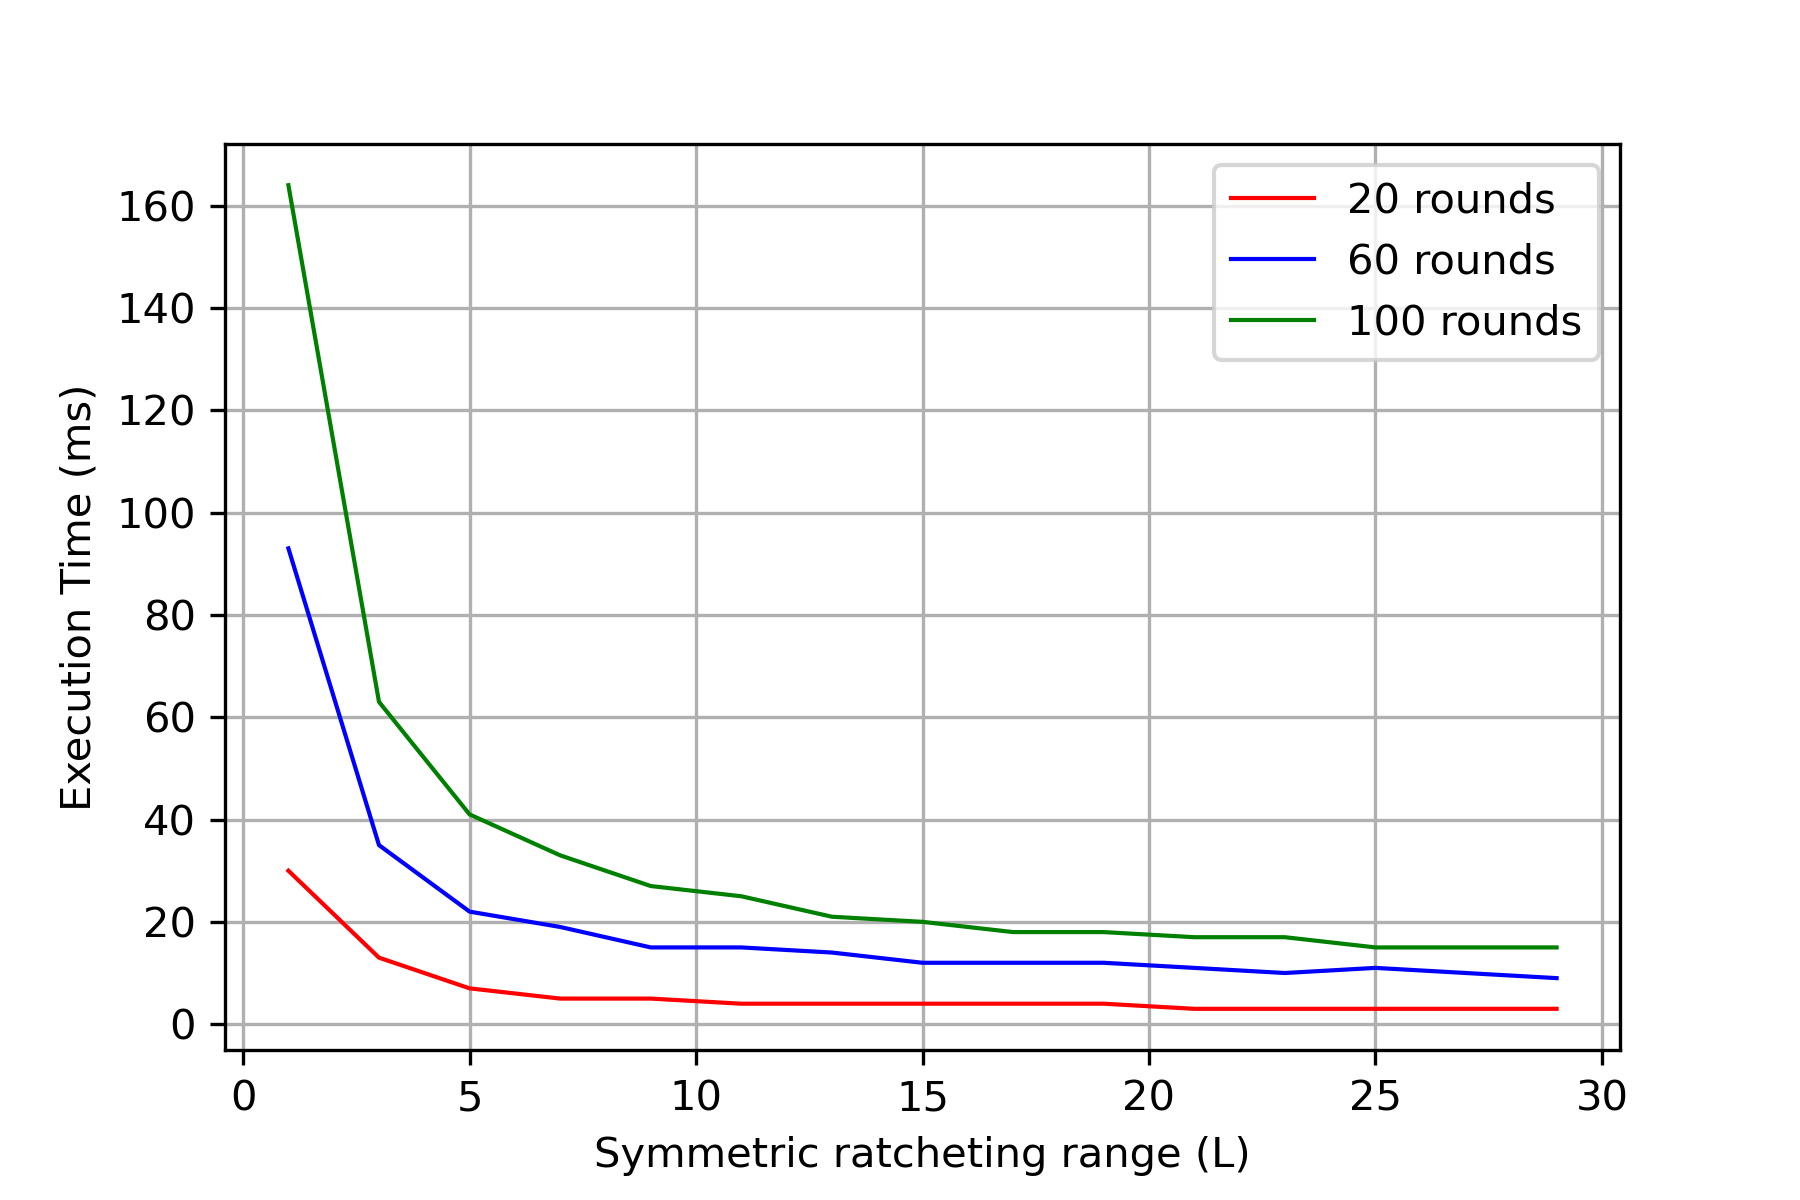 20 rounds
60 rounds
100 rounds
160
140
120
100
80
60
40
20
0
Execution Time (ms)
0 5 10 15 20 25 30
Symmetric ratcheting range (L)